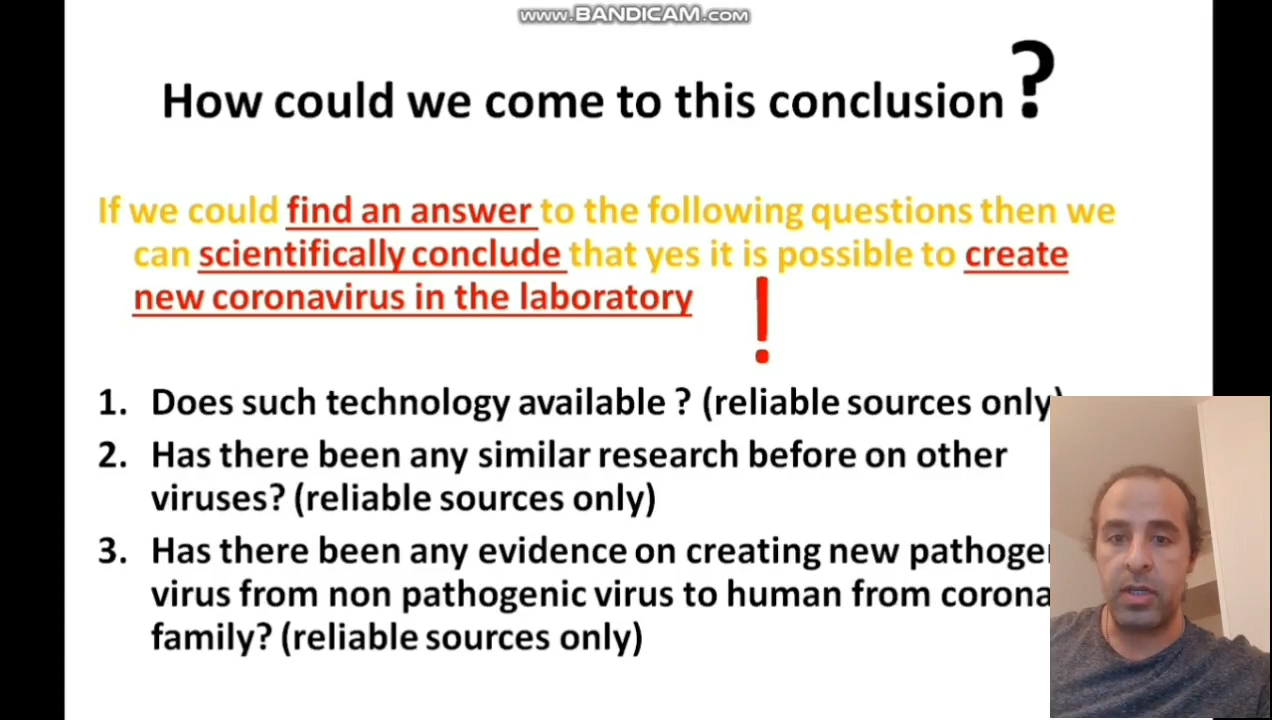 www.BANDICAM.com
How could we come to this conclusion?
If we could find an answer to the following questions then we
can scientifically conclude that yes it is possible to create
new coronavirus in the laboratory !
1. Does such technology available ? (reliable sources only)
2. Has there been any similar research before on other
viruses? (reliable sources only)
3. Has there been any evidence on creating new pathoge
virus from non pathogenic virus to human from corona
family? (reliable sources only)